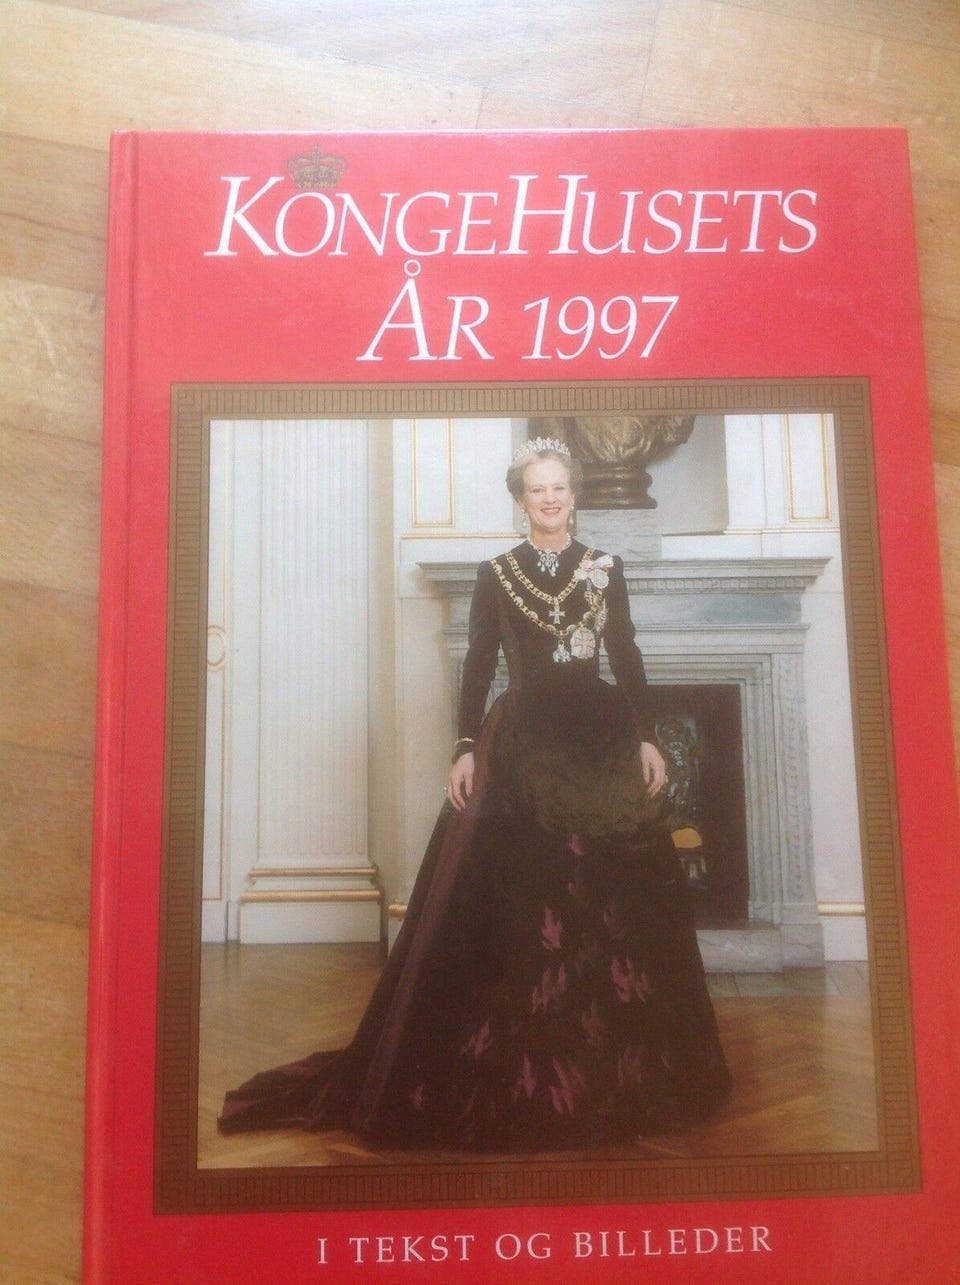 KONGEHUSETS
ÅR 1997
I TEKST OG BILLEDER